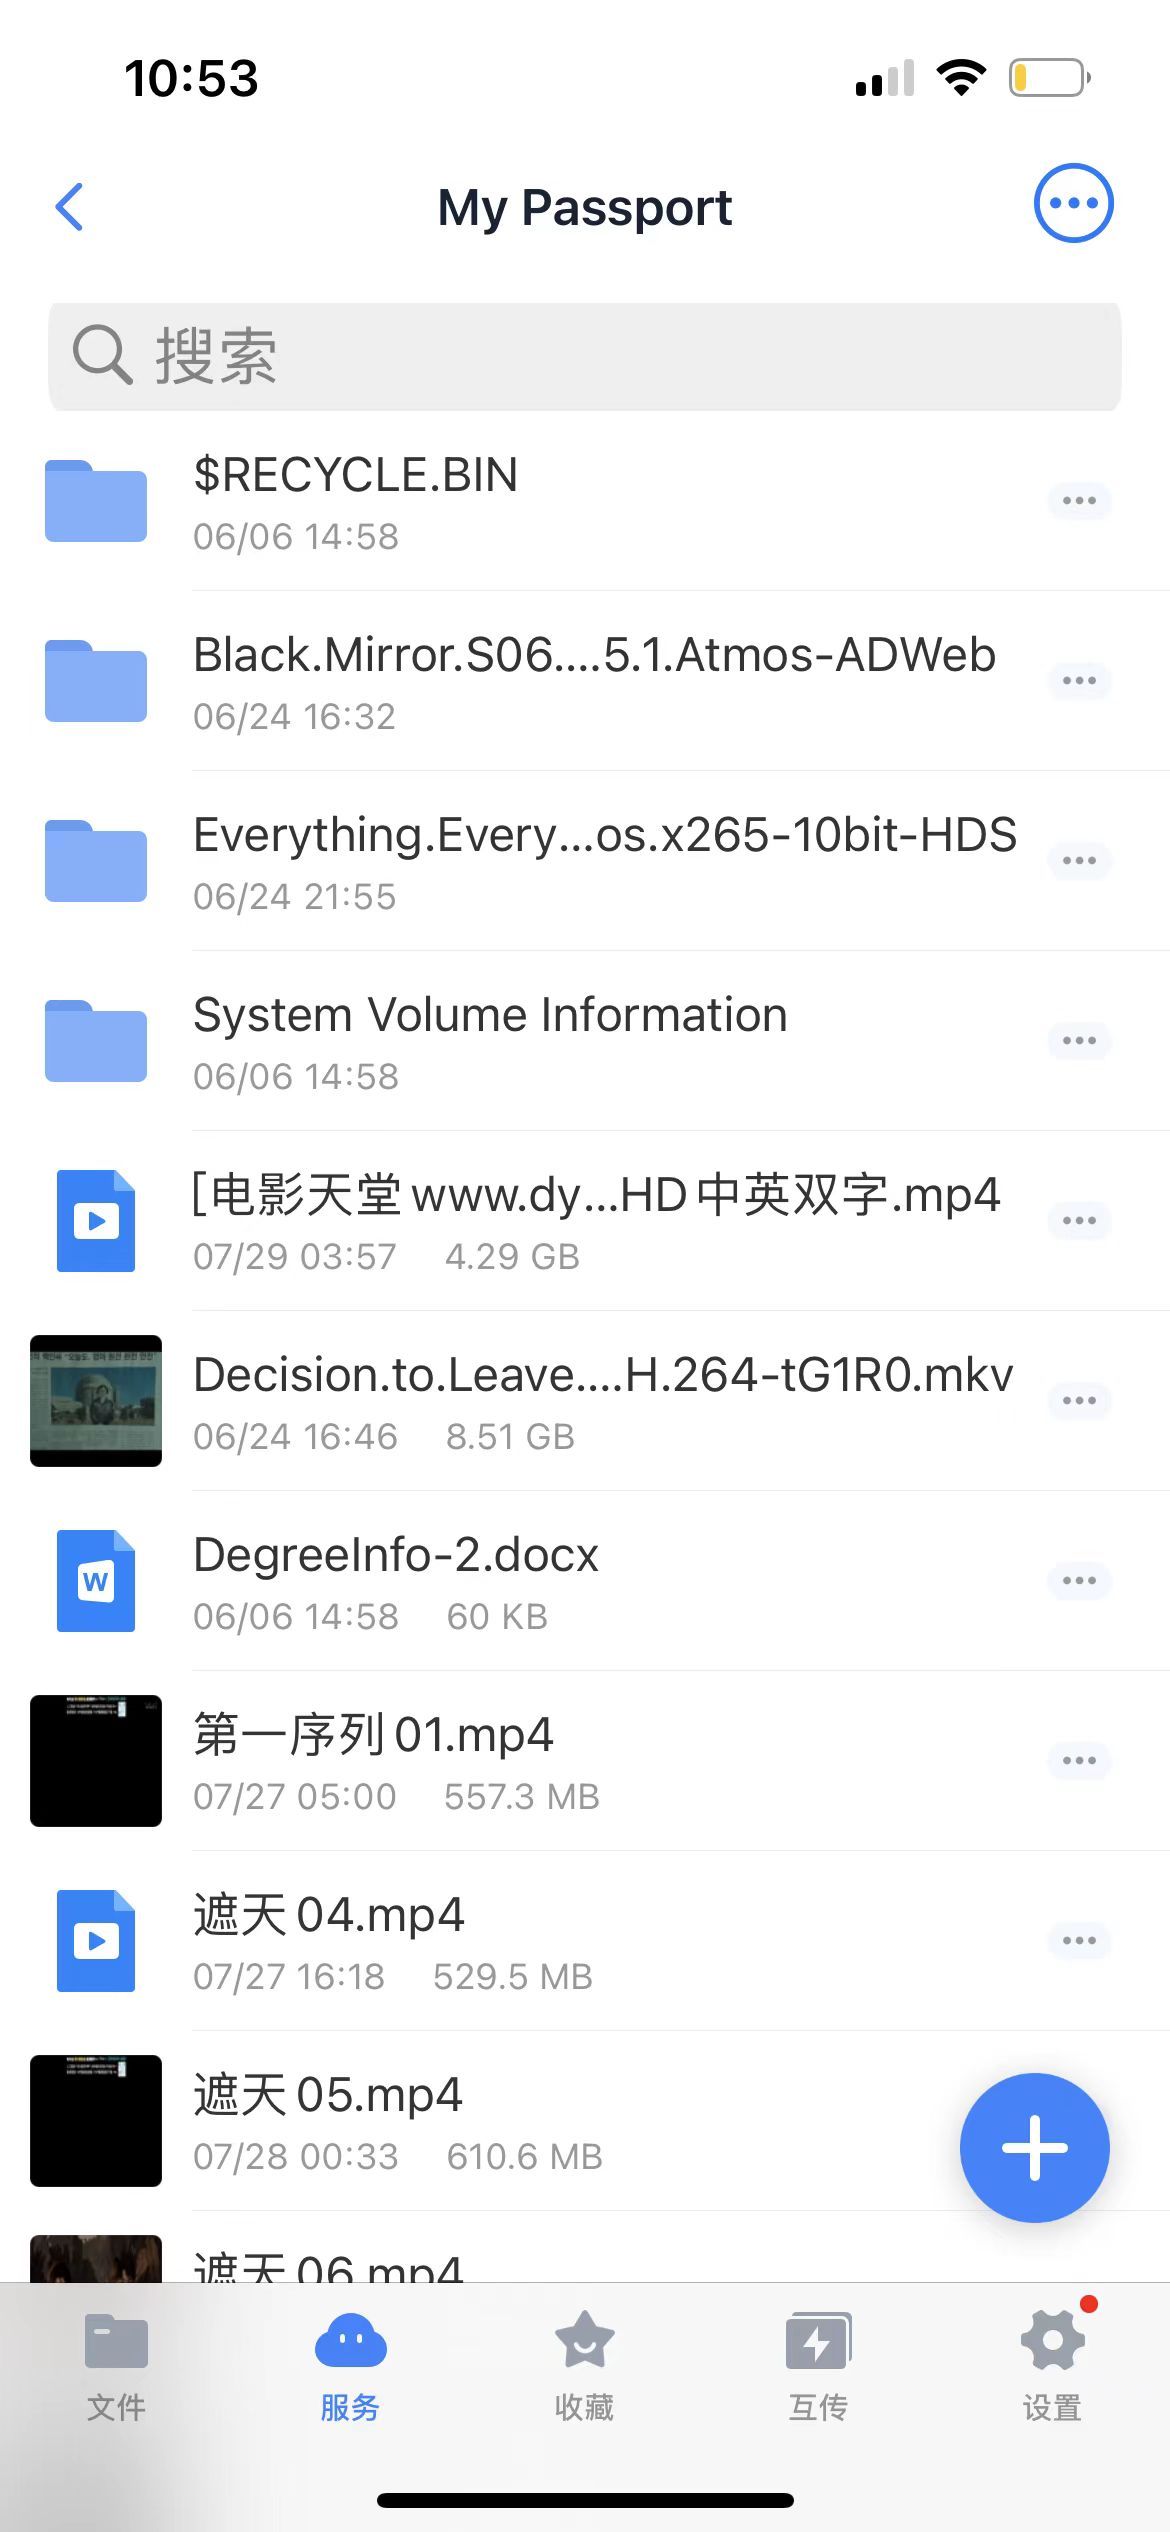 10:53
My Passport
搜索
$RECYCLE.BIN
06/06 14:58
Black.Mirror.S06....5.1.Atmos-ADWeb
06/24 16:32
Everything.Every...os.x265-10bit-HDS
06/24 21:55
System Volume Information
06/06 14:58
[电影天堂www.dy...HD中英双字.mp4
07/29 03:57 4.29 GB
Decision.to.Leave....H.264-tG1R0.mkv
06/24 16:46 8.51 GB
W
DegreeInfo-2.docx
06/06 14:58 60 KB
第一序列01.mp4
07/27 05:00 557.3 MB
遮天04.mp4
07/27 16:18 529.5 MB
遮天05.mp4
07/28 00:33 610.6 MB
遮天06.mp4
文件 服务 收藏 互传 设置